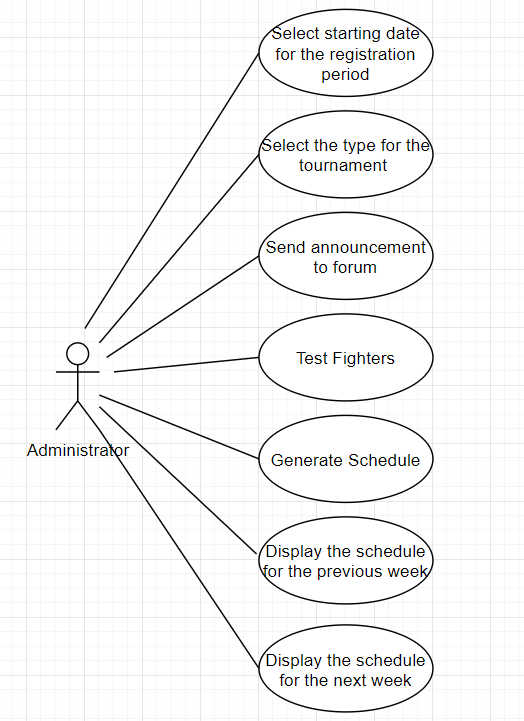 Select starting date
for the registration
period
Select the type for the
tournament
Send announcement
to forum
Test Fighters
Administrator
Generate Schedule
Display the schedule
for the previous week
Display the schedule
for the next week